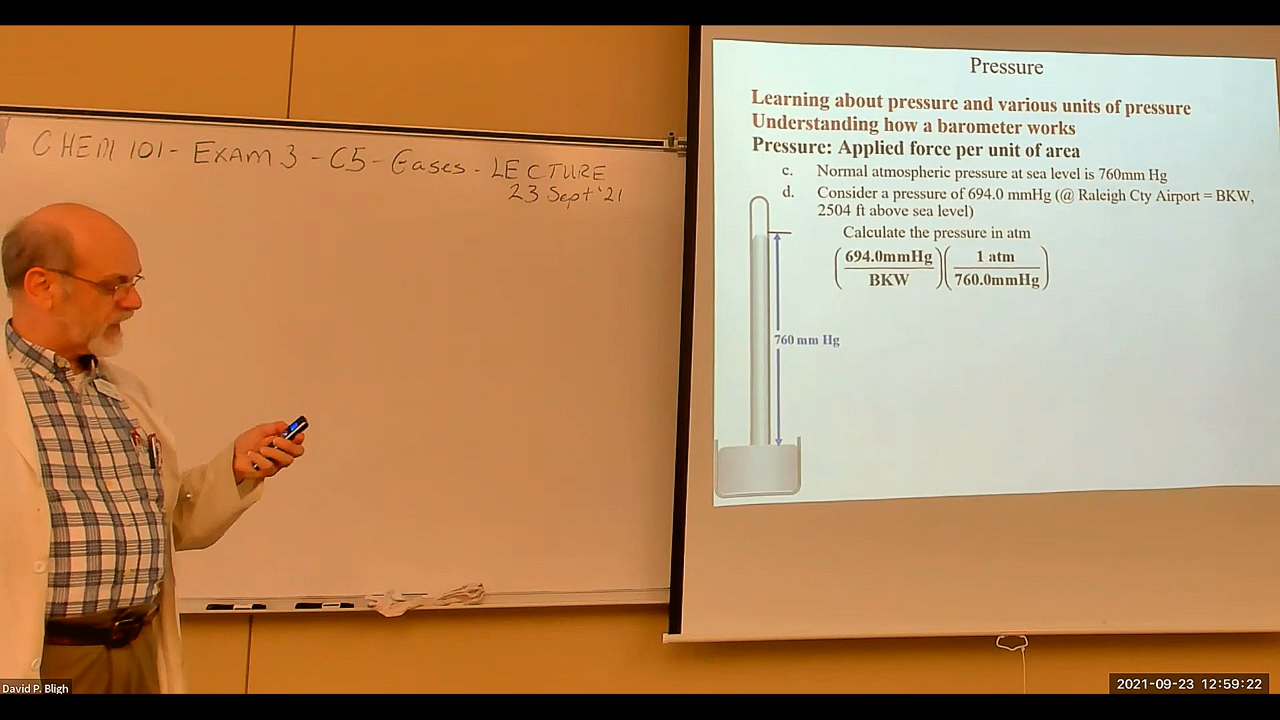 CHEM 101 - EXAM 3 - C5 - Gases - LECTURE
23 Sept '21
Pressure
Learning about pressure and various units of pressure
Understanding how a barometer works
Pressure: Applied force per unit of area
c. Normal atmospheric pressure at sea level is 760mm Hg
d. Consider a pressure of 694.0 mmHg (@ Raleigh Cty Airport = BKW,
2504 ft above sea level)
Calculate the pressure in atm
(694.0mmHg / BKW) (1 atm / 760.0mmHg)
760 mm Hg
David P. Bligh
2021-09-23 12:59:22